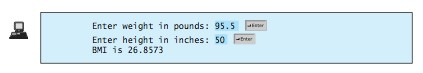 Enter weight in pounds: 95.5 ↵Enter
Enter height in inches: 50 ↵Enter
BMI is 26.8573